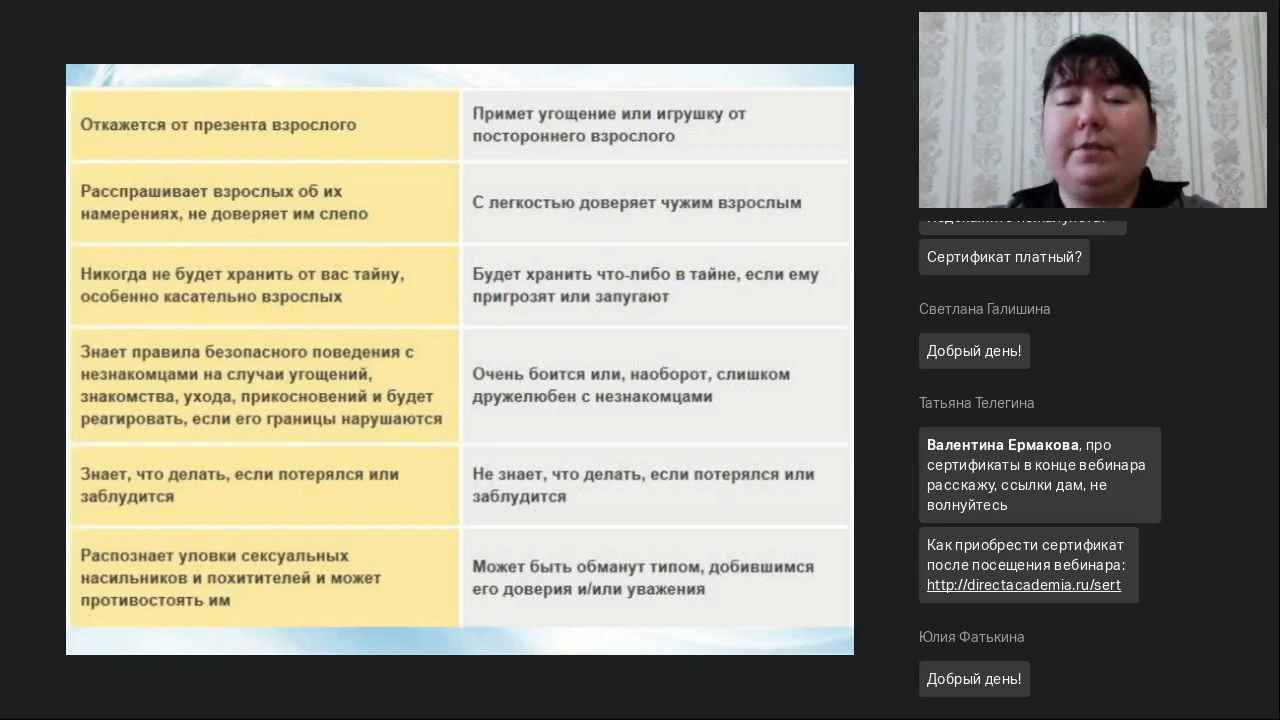 Откажется от презента взрослого
Примет угощение или игрушку от
постороннего взрослого
Расспрашивает взрослых об их
намерениях, не доверяет им слепо
С легкостью доверяет чужим взрослым
Никогда не будет хранить от вас тайну,
особенно касательно взрослых
Будет хранить что-либо в тайне, если ему
пригрозят или запугают
Знает правила безопасного поведения с
незнакомцами на случаи угощений,
знакомства, ухода, прикосновений и будет
реагировать, если его границы нарушаются
Очень боится или, наоборот, слишком
дружелюбен с незнакомцами
Знает, что делать, если потерялся или
заблудится
Не знает, что делать, если потерялся или
заблудится
Распознает уловки сексуальных
насильников и похитителей и может
противостоять им
Может быть обманут типом, добившимся
его доверия и/или уважения
Сертификат платный?
Светлана Галишина
Добрый день!
Татьяна Телегина
Валентина Ермакова, про
сертификаты в конце вебинара
расскажу, ссылки дам, не
волнуйтесь
Как приобрести сертификат
после посещения вебинара:
http://directacademia.ru/sert
Юлия Фатькина
Добрый день!